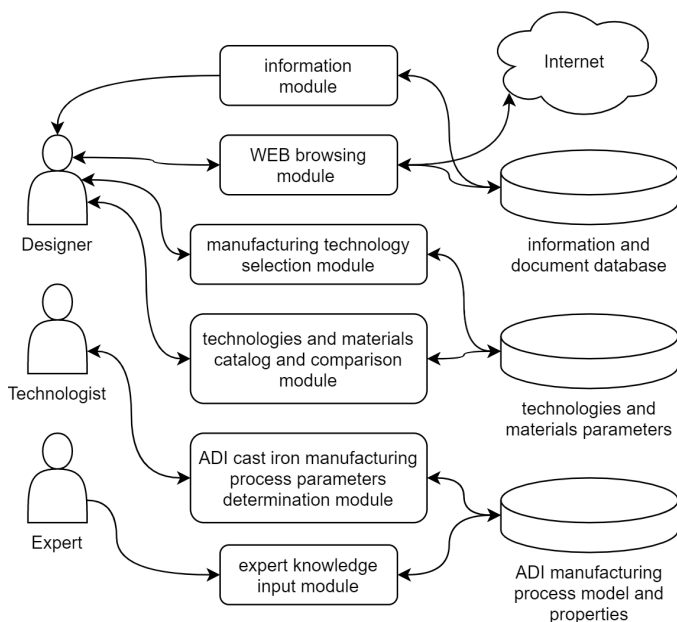 information
module
Internet
WEB browsing
module
Designer
manufacturing technology
selection module
information and
document database
technologies and materials
catalog and comparison
module
Technologist
technologies and
materials parameters
ADI cast iron manufacturing
process parameters
determination module
Expert
expert knowledge
input module
ADI manufacturing
process model and
properties